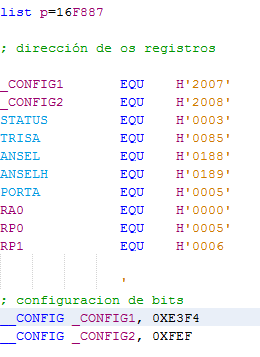 list p=16F887
; dirección de os registros
_CONFIG1 EQU H'2007'
_CONFIG2 EQU H'2008'
STATUS EQU H'0003'
TRISA EQU H'0085'
ANSEL EQU H'0188'
ANSELH EQU H'0189'
PORTA EQU H'0005'
RA0 EQU H'0000'
RP0 EQU H'0005'
RP1 EQU H'0006
'
; configuracion de bits
__CONFIG _CONFIG1, 0XE3F4
__CONFIG _CONFIG2, 0XFEF